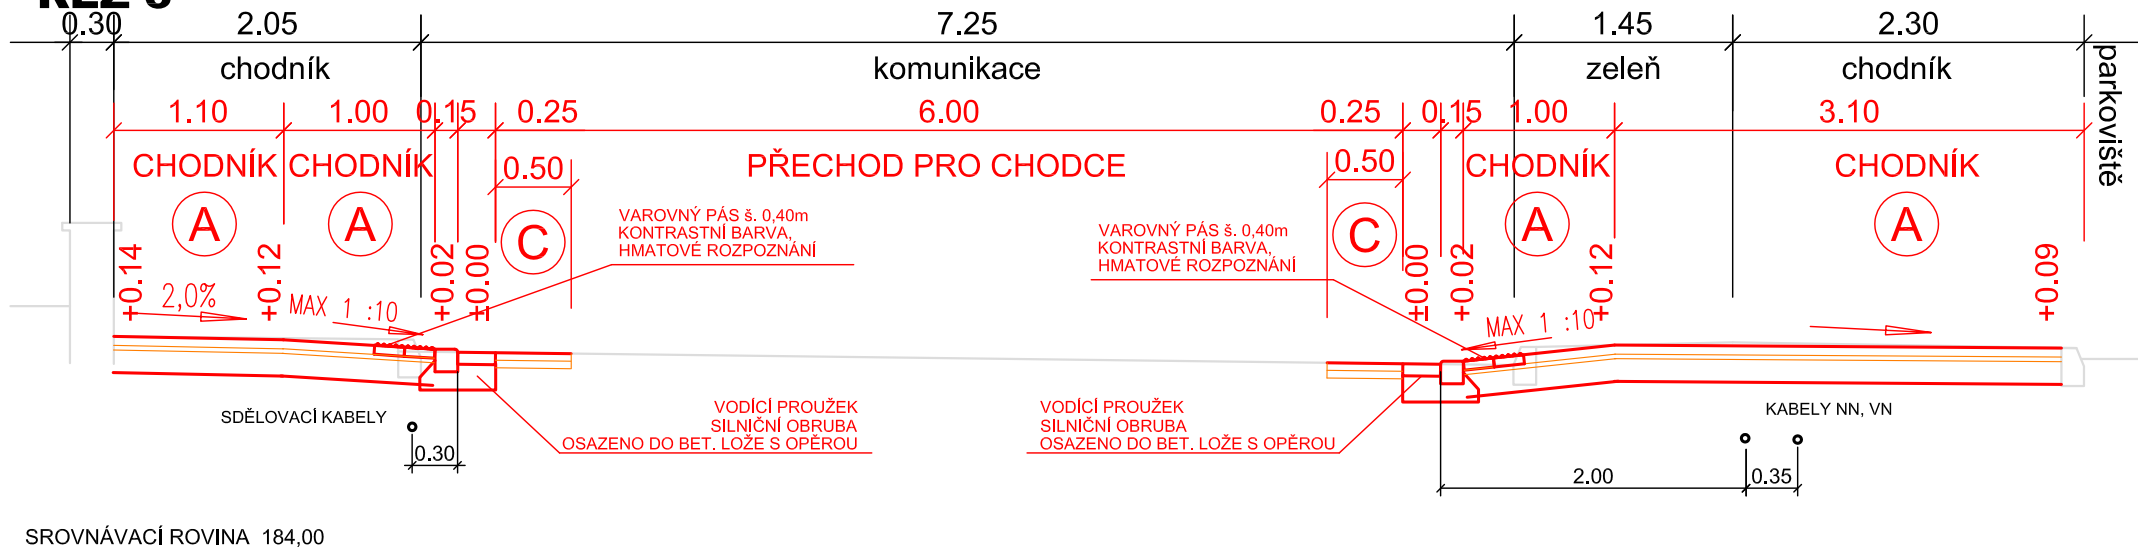 0.30 2.05 7.25 1.45 2.30
chodník komunikace zeleň chodník
parkoviště
1.10 1.00 0.15 0.25 6.00 0.25 0.15 1.00 3.10
CHODNÍK CHODNÍK 0.50 PŘECHOD PRO CHODCE 0.50 CHODNÍK CHODNÍK
A A C C A A
VAROVNÝ PÁS š. 0,40m
KONTRASTNÍ BARVA,
HMATOVÉ ROZPOZNÁNÍ
VAROVNÝ PÁS š. 0,40m
KONTRASTNÍ BARVA,
HMATOVÉ ROZPOZNÁNÍ
+0.14 +0.12 +0.02 ±0.00 ±0.00 +0.02 +0.12 +0.09
2,0% MAX 1 :10 MAX 1 :10
SDĚLOVACÍ KABELY
VODÍCÍ PROUŽEK
SILNIČNÍ OBRUBA
OSAZENO DO BET. LOŽE S OPĚROU
VODÍCÍ PROUŽEK
SILNIČNÍ OBRUBA
OSAZENO DO BET. LOŽE S OPĚROU
KABELY NN, VN
0.30 2.00 0.35
SROVNÁVACÍ ROVINA 184,00